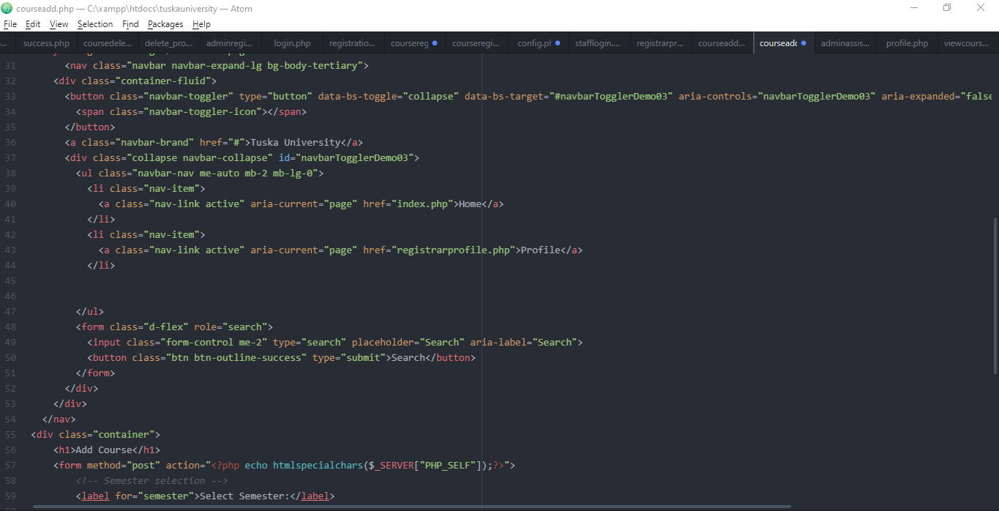 courseadd.php — C:\xampp\htdocs\tuskauniversity — Atom
File Edit View Selection Find Packages Help
success.php coursedele... delete_pro... adminregi... login.php registratio... coursereg courseregi... config.ph stafflogin.... registrarpr... courseadd... courseadd adminassis... profile.php viewcours...
31 <nav class="navbar navbar-expand-lg bg-body-tertiary">
32 <div class="container-fluid">
33 <button class="navbar-toggler" type="button" data-bs-toggle="collapse" data-bs-target="#navbarTogglerDemo03" aria-controls="navbarTogglerDemo03" aria-expanded="false
34 <span class="navbar-toggler-icon"></span>
35 </button>
36 <a class="navbar-brand" href="#">Tuska University</a>
37 <div class="collapse navbar-collapse" id="navbarTogglerDemo03">
38 <ul class="navbar-nav me-auto mb-2 mb-lg-0">
39 <li class="nav-item">
40 <a class="nav-link active" aria-current="page" href="index.php">Home</a>
41 </li>
42 <li class="nav-item">
43 <a class="nav-link active" aria-current="page" href="registrarprofile.php">Profile</a>
44 </li>
45
46
47 </ul>
48 <form class="d-flex" role="search">
49 <input class="form-control me-2" type="search" placeholder="Search" aria-label="Search">
50 <button class="btn btn-outline-success" type="submit">Search</button>
51 </form>
52 </div>
53 </div>
54 </nav>
55 <div class="container">
56 <h1>Add Course</h1>
57 <form method="post" action="<?php echo htmlspecialchars($_SERVER["PHP_SELF"]);?>">
58 <!-- Semester selection -->
59 <label for="semester">Select Semester:</label>